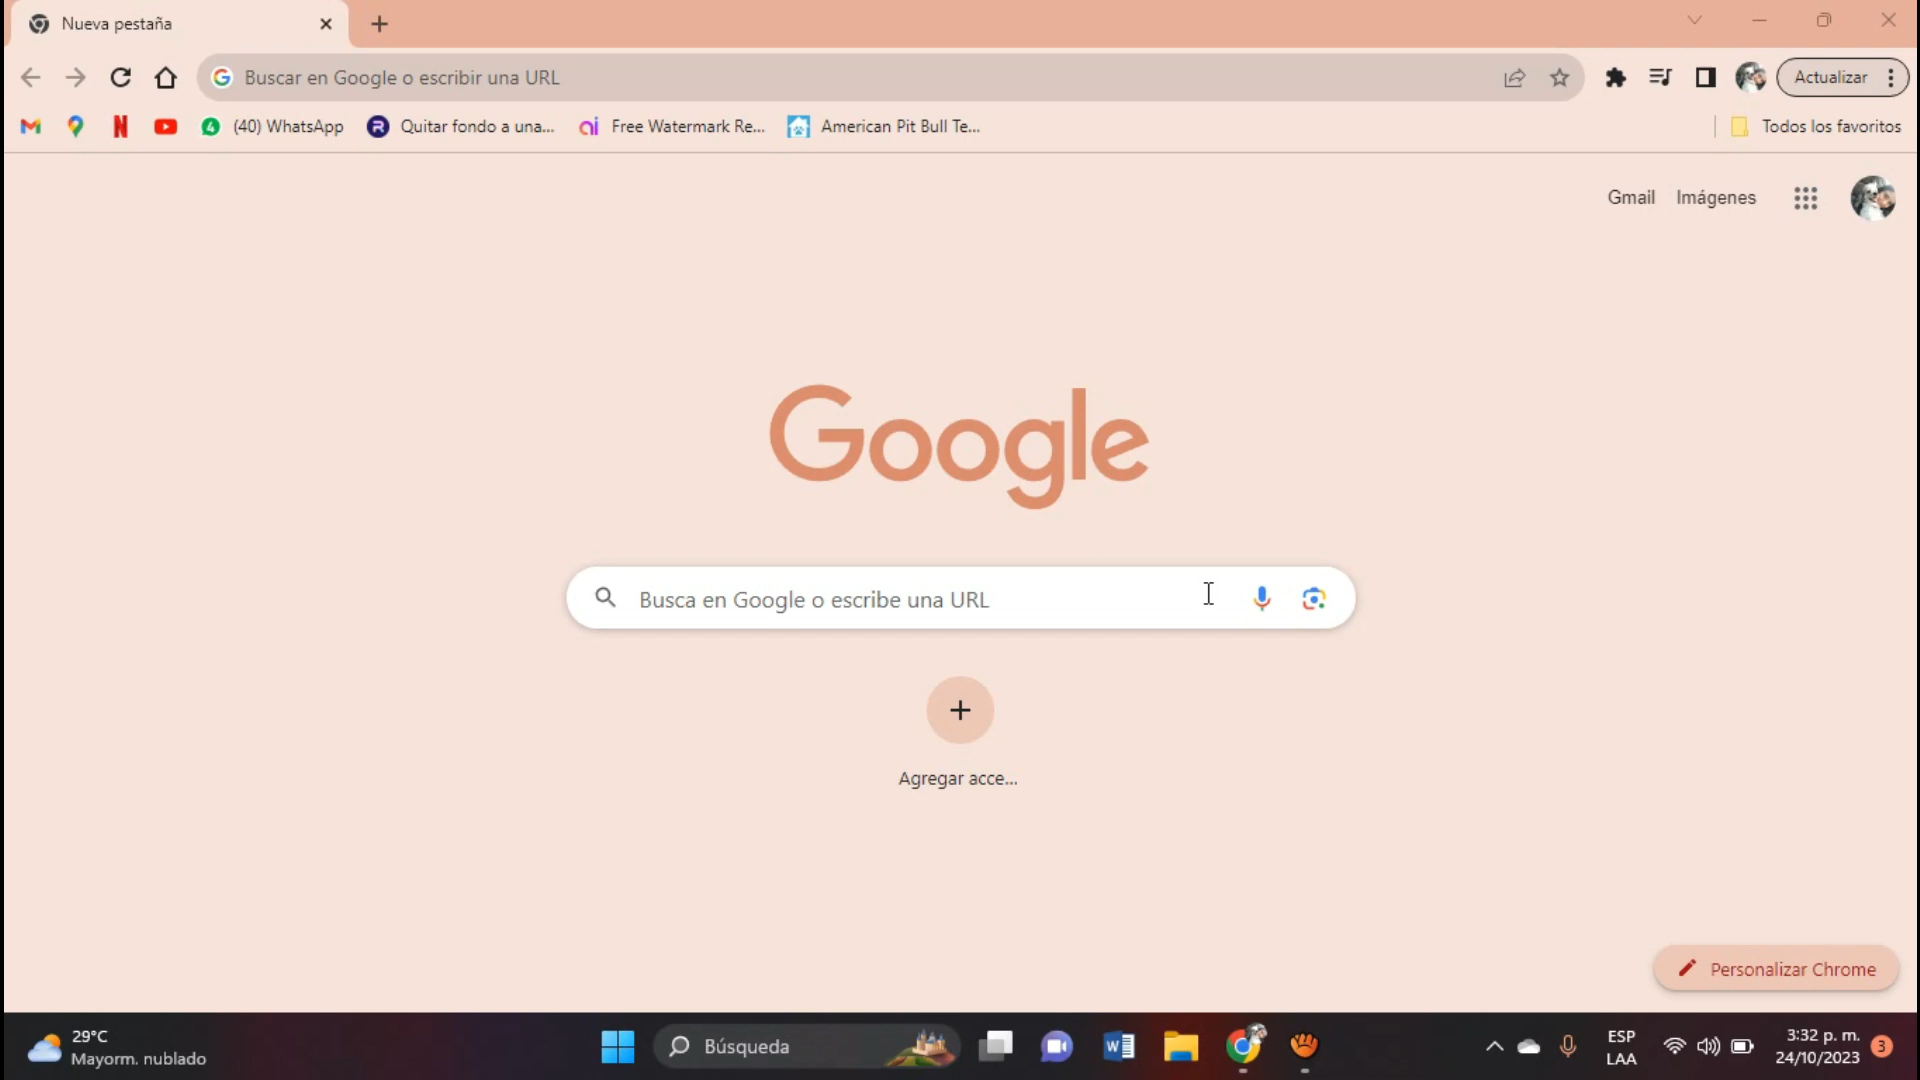 Nueva pestaña
Buscar en Google o escribir una URL
Actualizar
4
(40) WhatsApp
R
Quitar fondo a una...
ai
Free Watermark Re...
American Pit Bull Te...
Todos los favoritos
Gmail
Imágenes
Google
Busca en Google o escribe una URL
Agregar acce...
Personalizar Chrome
29°C
Mayorm. nublado
Búsqueda
ESP
LAA
3:32 p. m.
24/10/2023
3